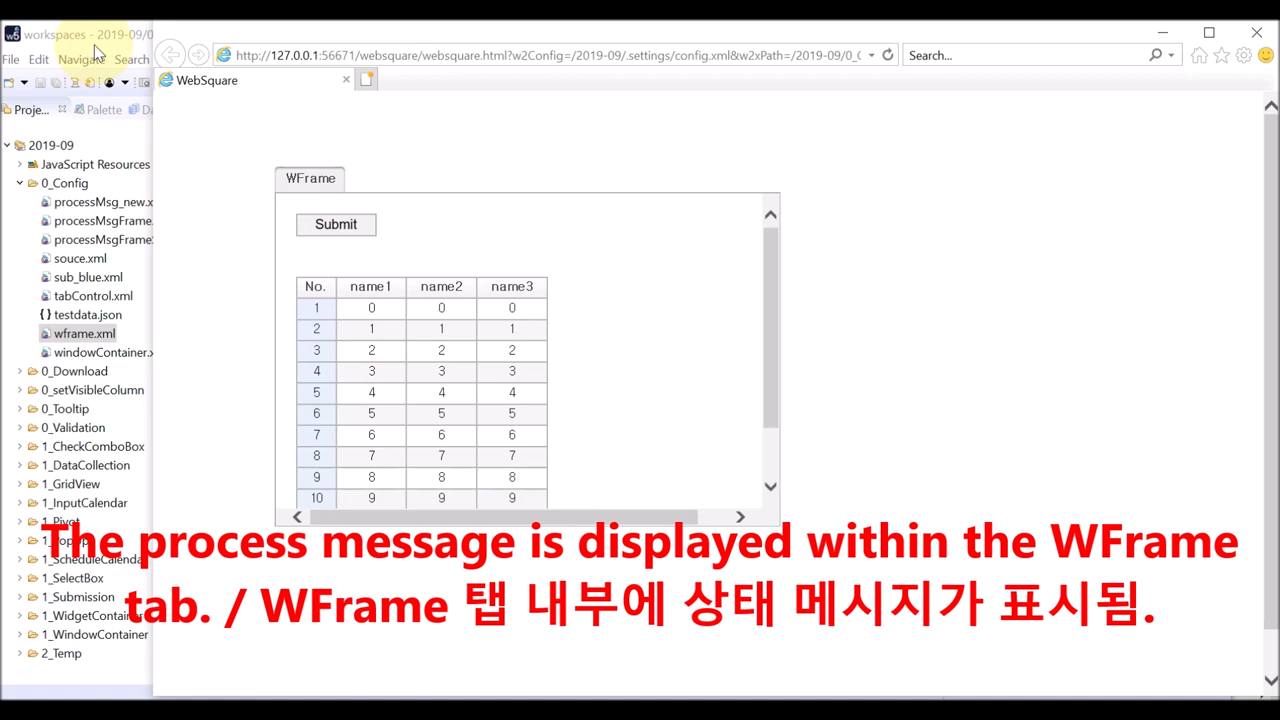 workspaces - 2019-09/0
File Edit Navigate Search
Proje... Palette Da
2019-09
JavaScript Resources
0_Config
processMsg_new.x
processMsgFrame.
processMsgFrame
souce.xml
sub_blue.xml
tabControl.xml
testdata.json
wframe.xml
windowContainer.x
0_Download
0_setVisibleColumn
0_Tooltip
0_Validation
1_CheckComboBox
1_DataCollection
1_GridView
1_InputCalendar
1_Pivot
1_ScheduleCalenda
1_SelectBox
1_Submission
1_WidgetContainer
1_WindowContainer
2_Temp
http://127.0.0.1:56671/websquare/websquare.html?w2Config=/2019-09/.settings/config.xml&w2xPath=/2019-09/0_C
Search...
WebSquare
WFrame
Submit
No. name1 name2 name3
1 0 0 0
2 1 1 1
3 2 2 2
4 3 3 3
5 4 4 4
6 5 5 5
7 6 6 6
8 7 7 7
9 8 8 8
10 9 9 9
The process message is displayed within the WFrame
tab. / WFrame 탭 내부에 상태 메시지가 표시됨.